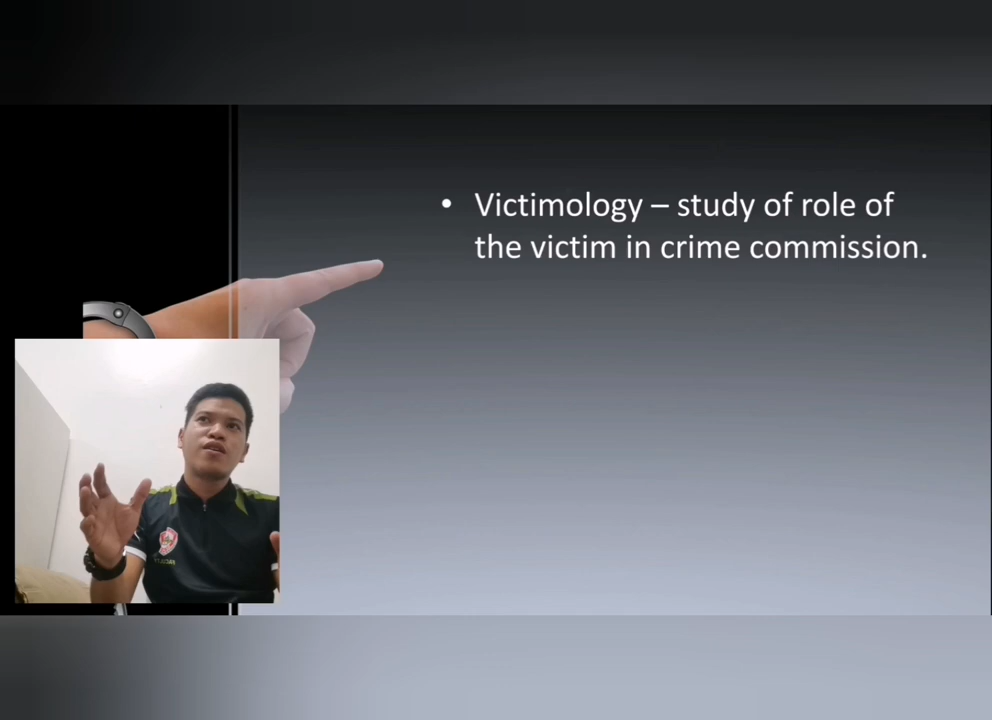 • Victimology – study of role of
the victim in crime commission.